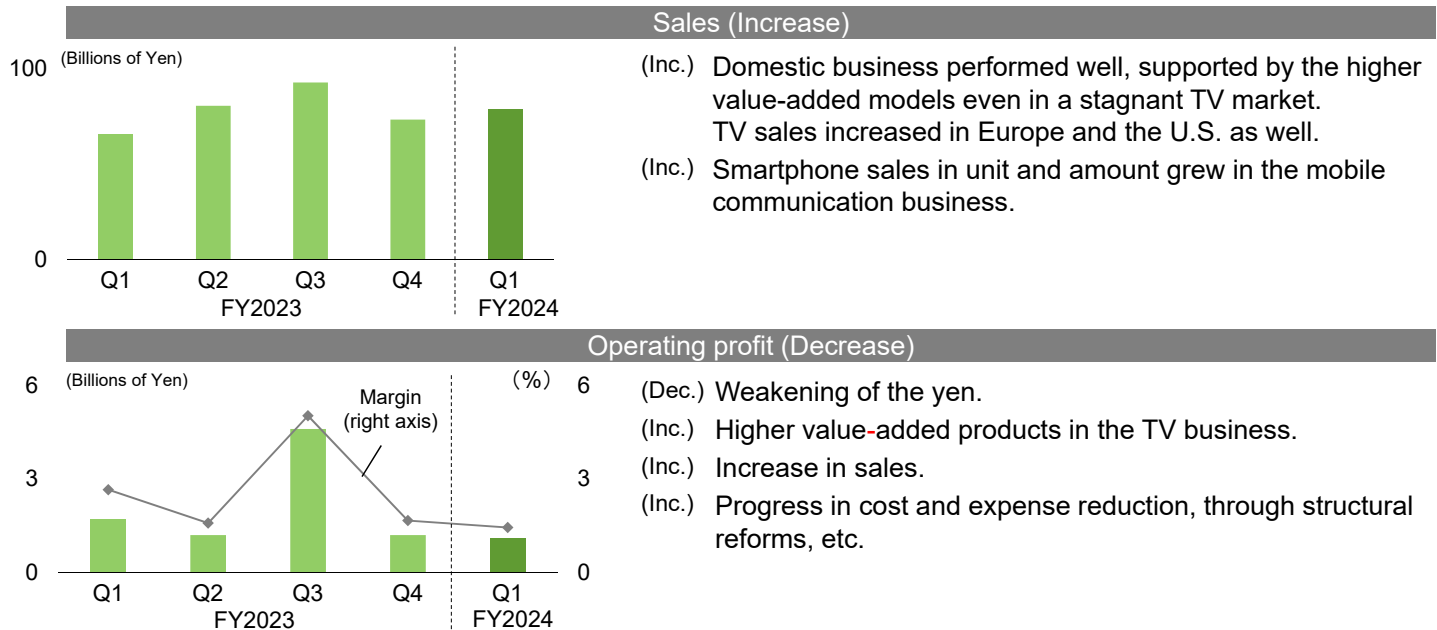 Sales (Increase)
(Billions of Yen)
100
0
Q1 Q2 Q3 Q4 Q1
FY2023 FY2024
(Inc.) Domestic business performed well, supported by the higher
value-added models even in a stagnant TV market.
TV sales increased in Europe and the U.S. as well.
(Inc.) Smartphone sales in unit and amount grew in the mobile
communication business.
Operating profit (Decrease)
6 (Billions of Yen) (%) 6
Margin
(right axis)
3 3
0 0
Q1 Q2 Q3 Q4 Q1
FY2023 FY2024
(Dec.) Weakening of the yen.
(Inc.) Higher value-added products in the TV business.
(Inc.) Increase in sales.
(Inc.) Progress in cost and expense reduction, through structural
reforms, etc.